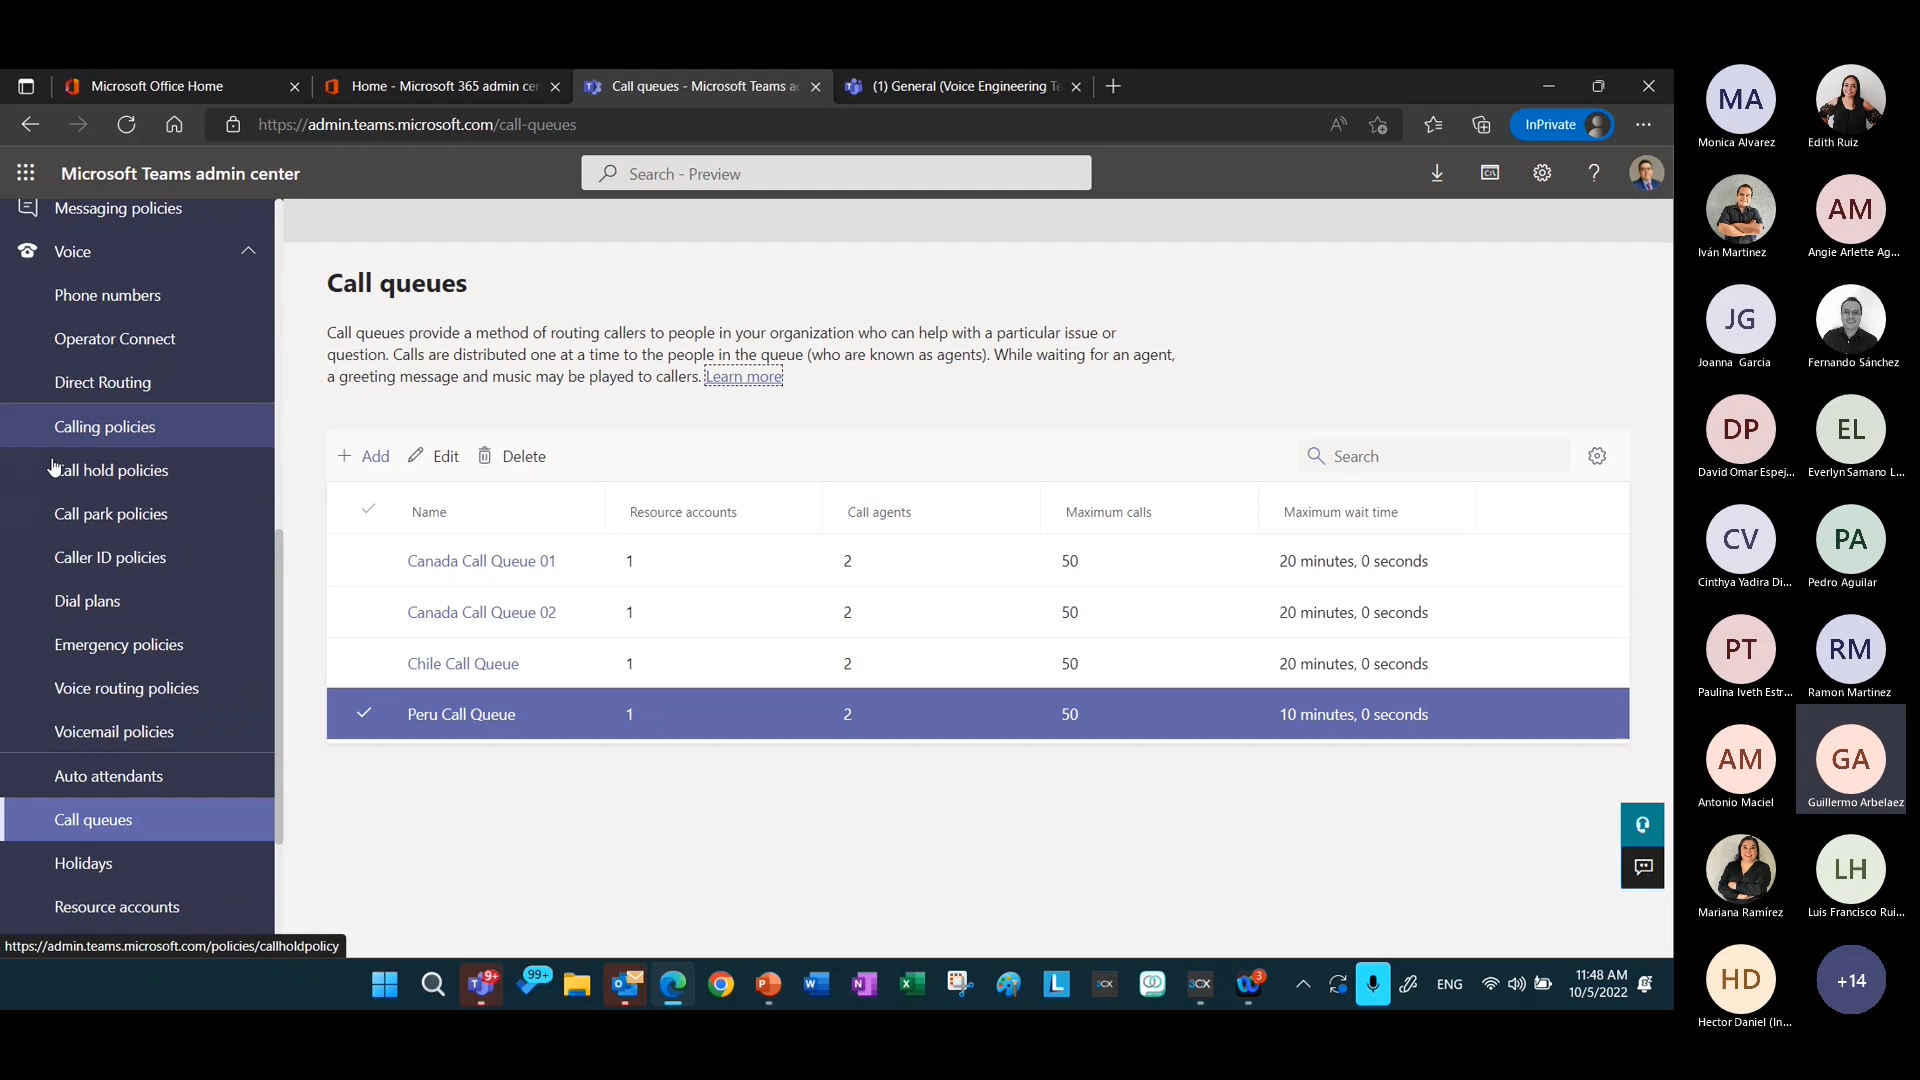 Microsoft Office Home
Home - Microsoft 365 admin cer
Call queues - Microsoft Teams ac
(1) General (Voice Engineering Te
https://admin.teams.microsoft.com/call-queues
InPrivate
Microsoft Teams admin center
Search - Preview
Messaging policies
Voice
Phone numbers
Operator Connect
Direct Routing
Calling policies
Call hold policies
Call park policies
Caller ID policies
Dial plans
Emergency policies
Voice routing policies
Voicemail policies
Auto attendants
Call queues
Holidays
Resource accounts
https://admin.teams.microsoft.com/policies/callholdpolicy
Call queues
Call queues provide a method of routing callers to people in your organization who can help with a particular issue or
question. Calls are distributed one at a time to the people in the queue (who are known as agents). While waiting for an agent,
a greeting message and music may be played to callers. Learn more
+ Add Edit Delete Search
Name Resource accounts Call agents Maximum calls Maximum wait time
Canada Call Queue 01 1 2 50 20 minutes, 0 seconds
Canada Call Queue 02 1 2 50 20 minutes, 0 seconds
Chile Call Queue 1 2 50 20 minutes, 0 seconds
Peru Call Queue 1 2 50 10 minutes, 0 seconds
9+
99+
3CX
3CX
3
ENG
11:48 AM
10/5/2022
MA
Monica Alvarez Edith Ruiz
AM
Iván Martinez Angie Arlette Ag...
JG
Joanna Garcia Fernando Sánchez
DP EL
David Omar Espej... Everlyn Samano L...
CV PA
Cinthya Yadira Di... Pedro Aguilar
PT RM
Paulina Iveth Estr... Ramon Martinez
AM GA
Antonio Maciel Guillermo Arbelaez
LH
Mariana Ramírez Luis Francisco Rui...
HD +14
Hector Daniel (In...